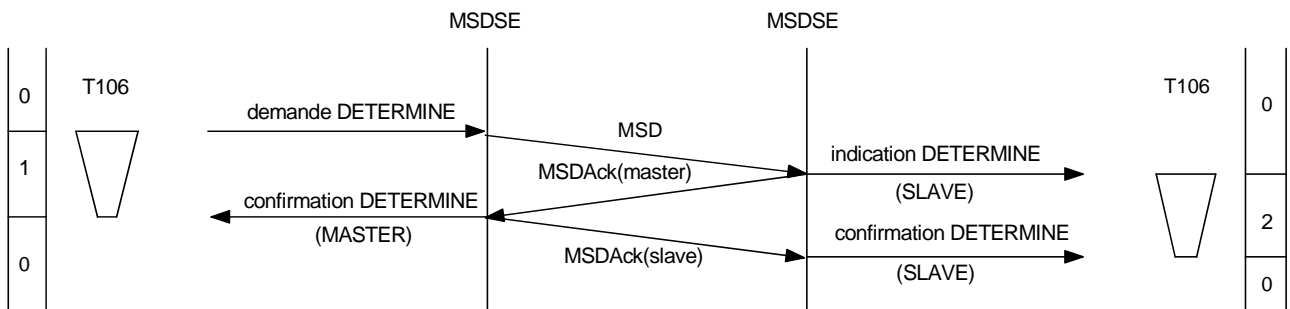 MSDSE
MSDSE
T106
T106
0
0
demande DETERMINE
MSD
1
indication DETERMINE
MSDAck(master)
(SLAVE)
confirmation DETERMINE
2
(MASTER)
confirmation DETERMINE
MSDAck(slave)
0
(SLAVE)
0